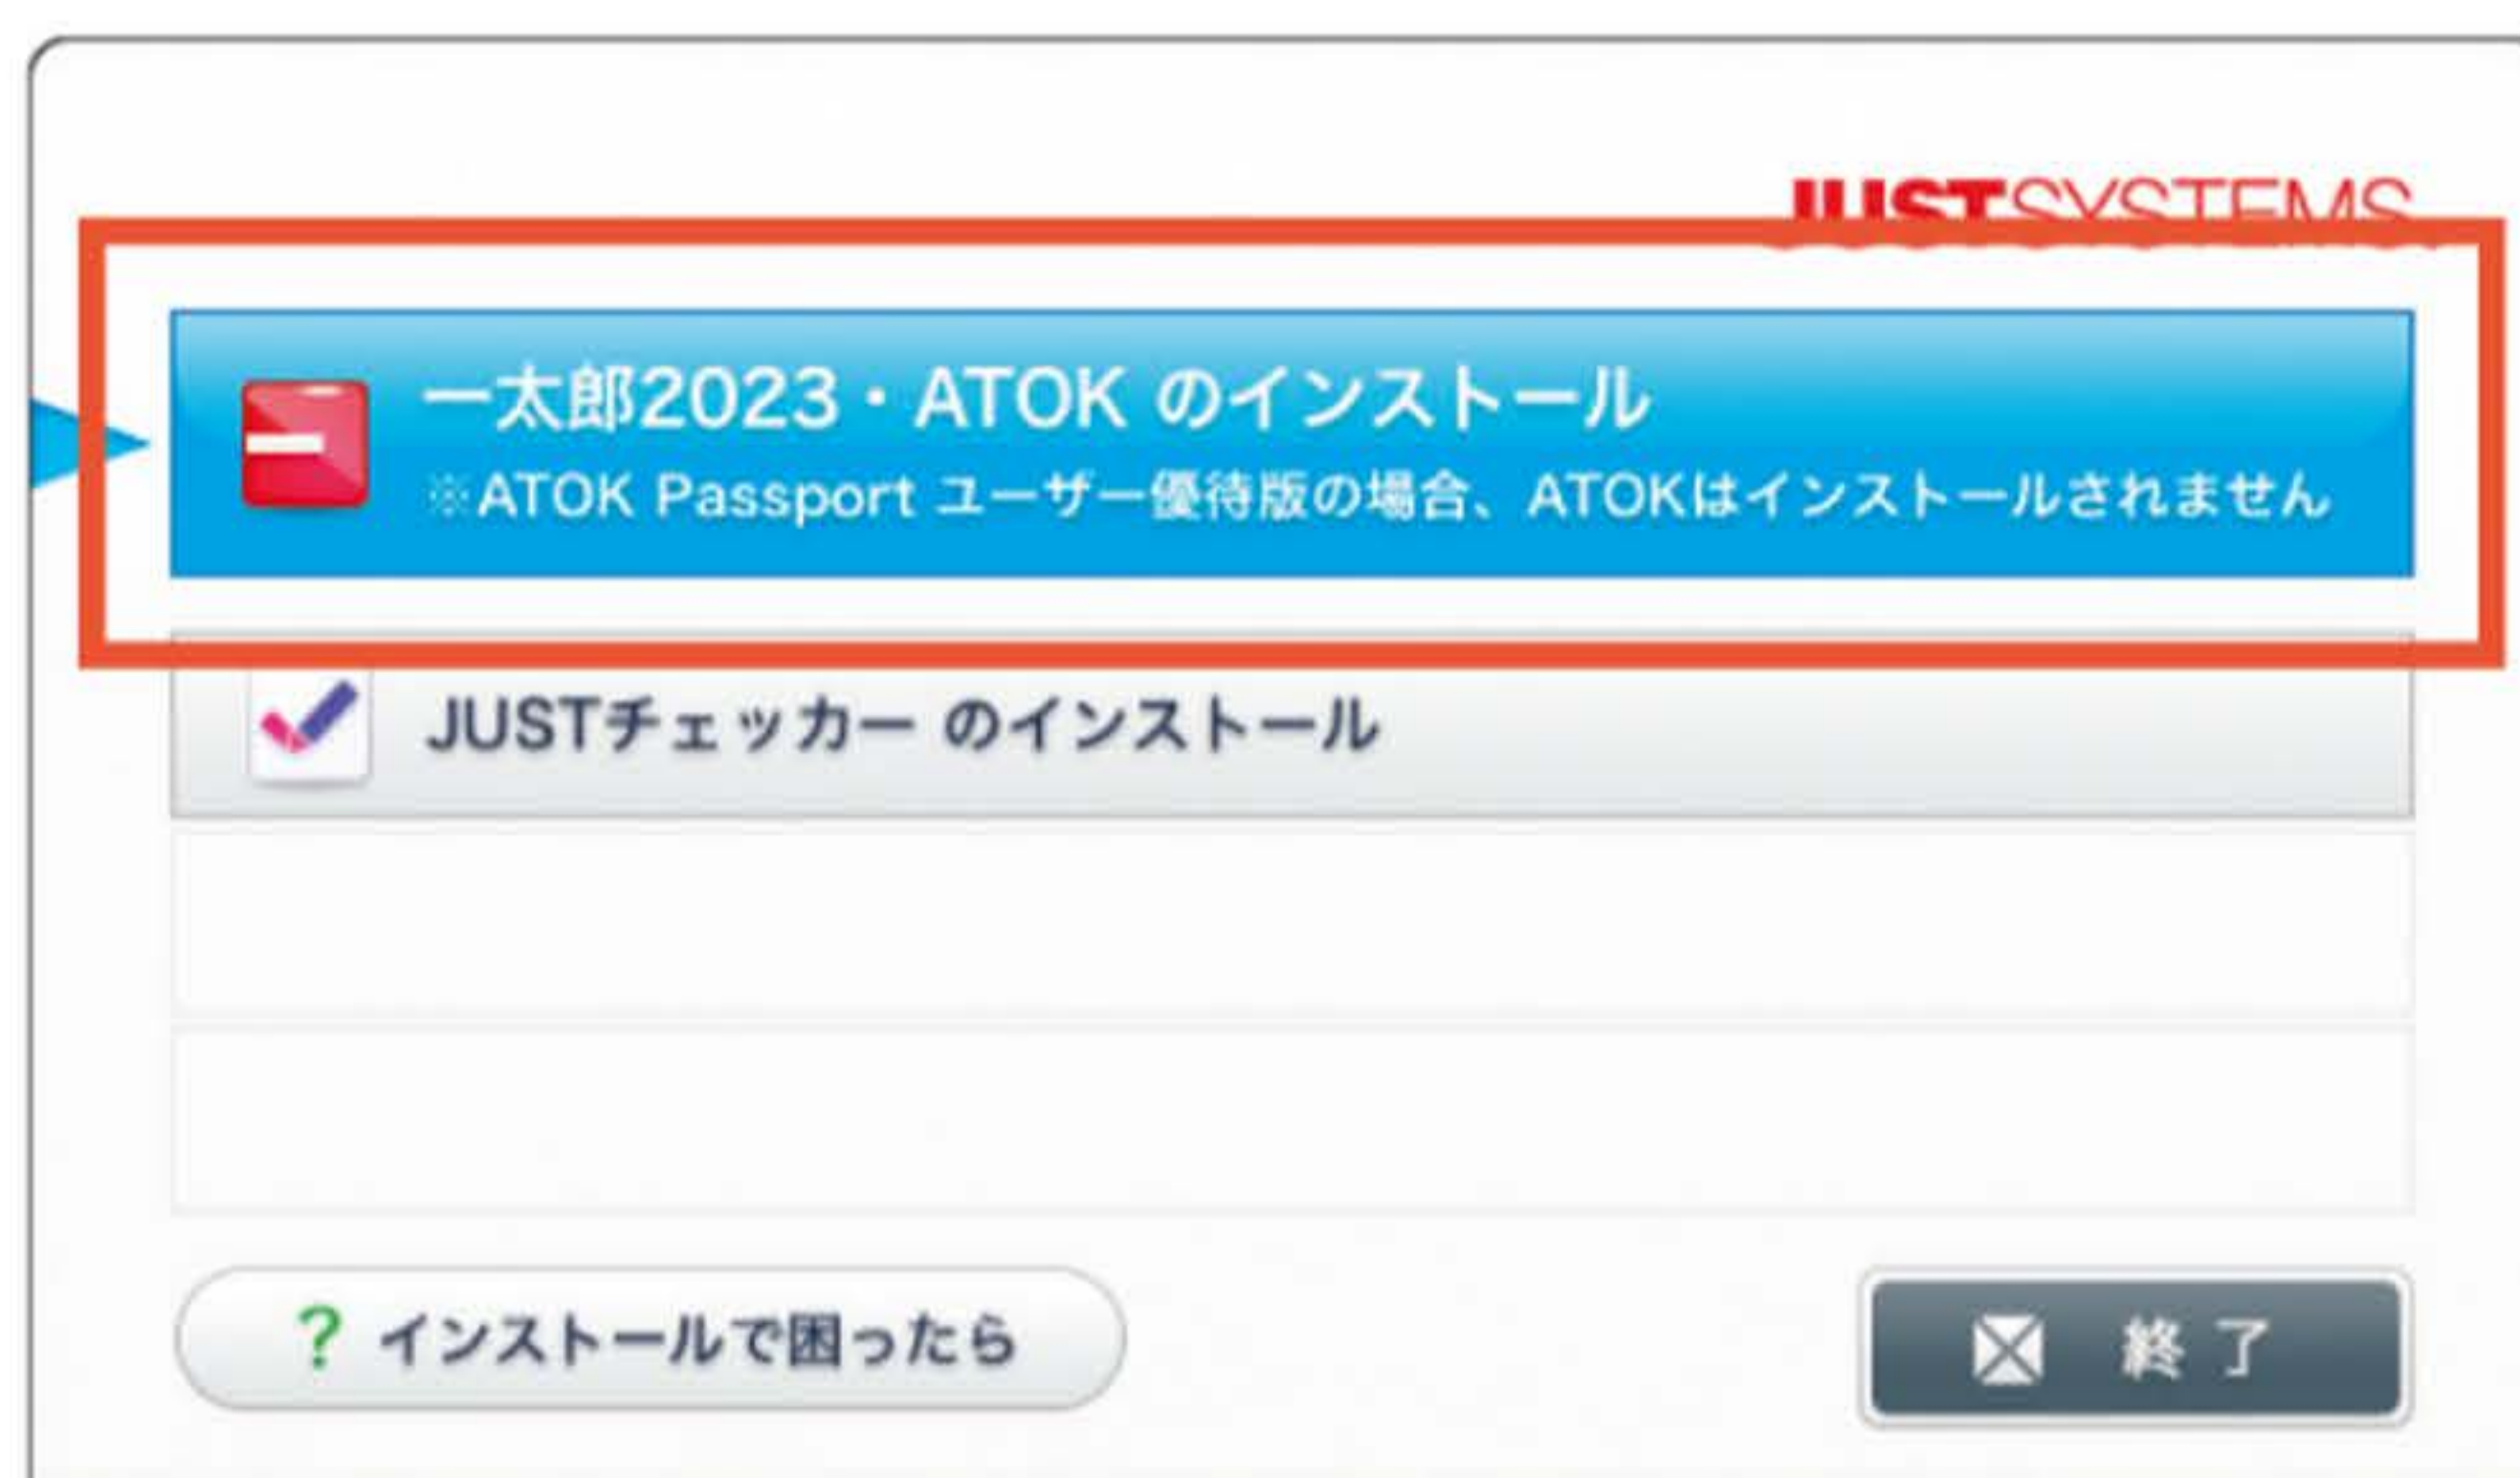 JUSTSYSTEMS
一太郎2023・ATOK のインストール
※ATOK Passport ユーザー優待版の場合、ATOKはインストールされません
JUSTチェッカー のインストール
? インストールで困ったら
終了